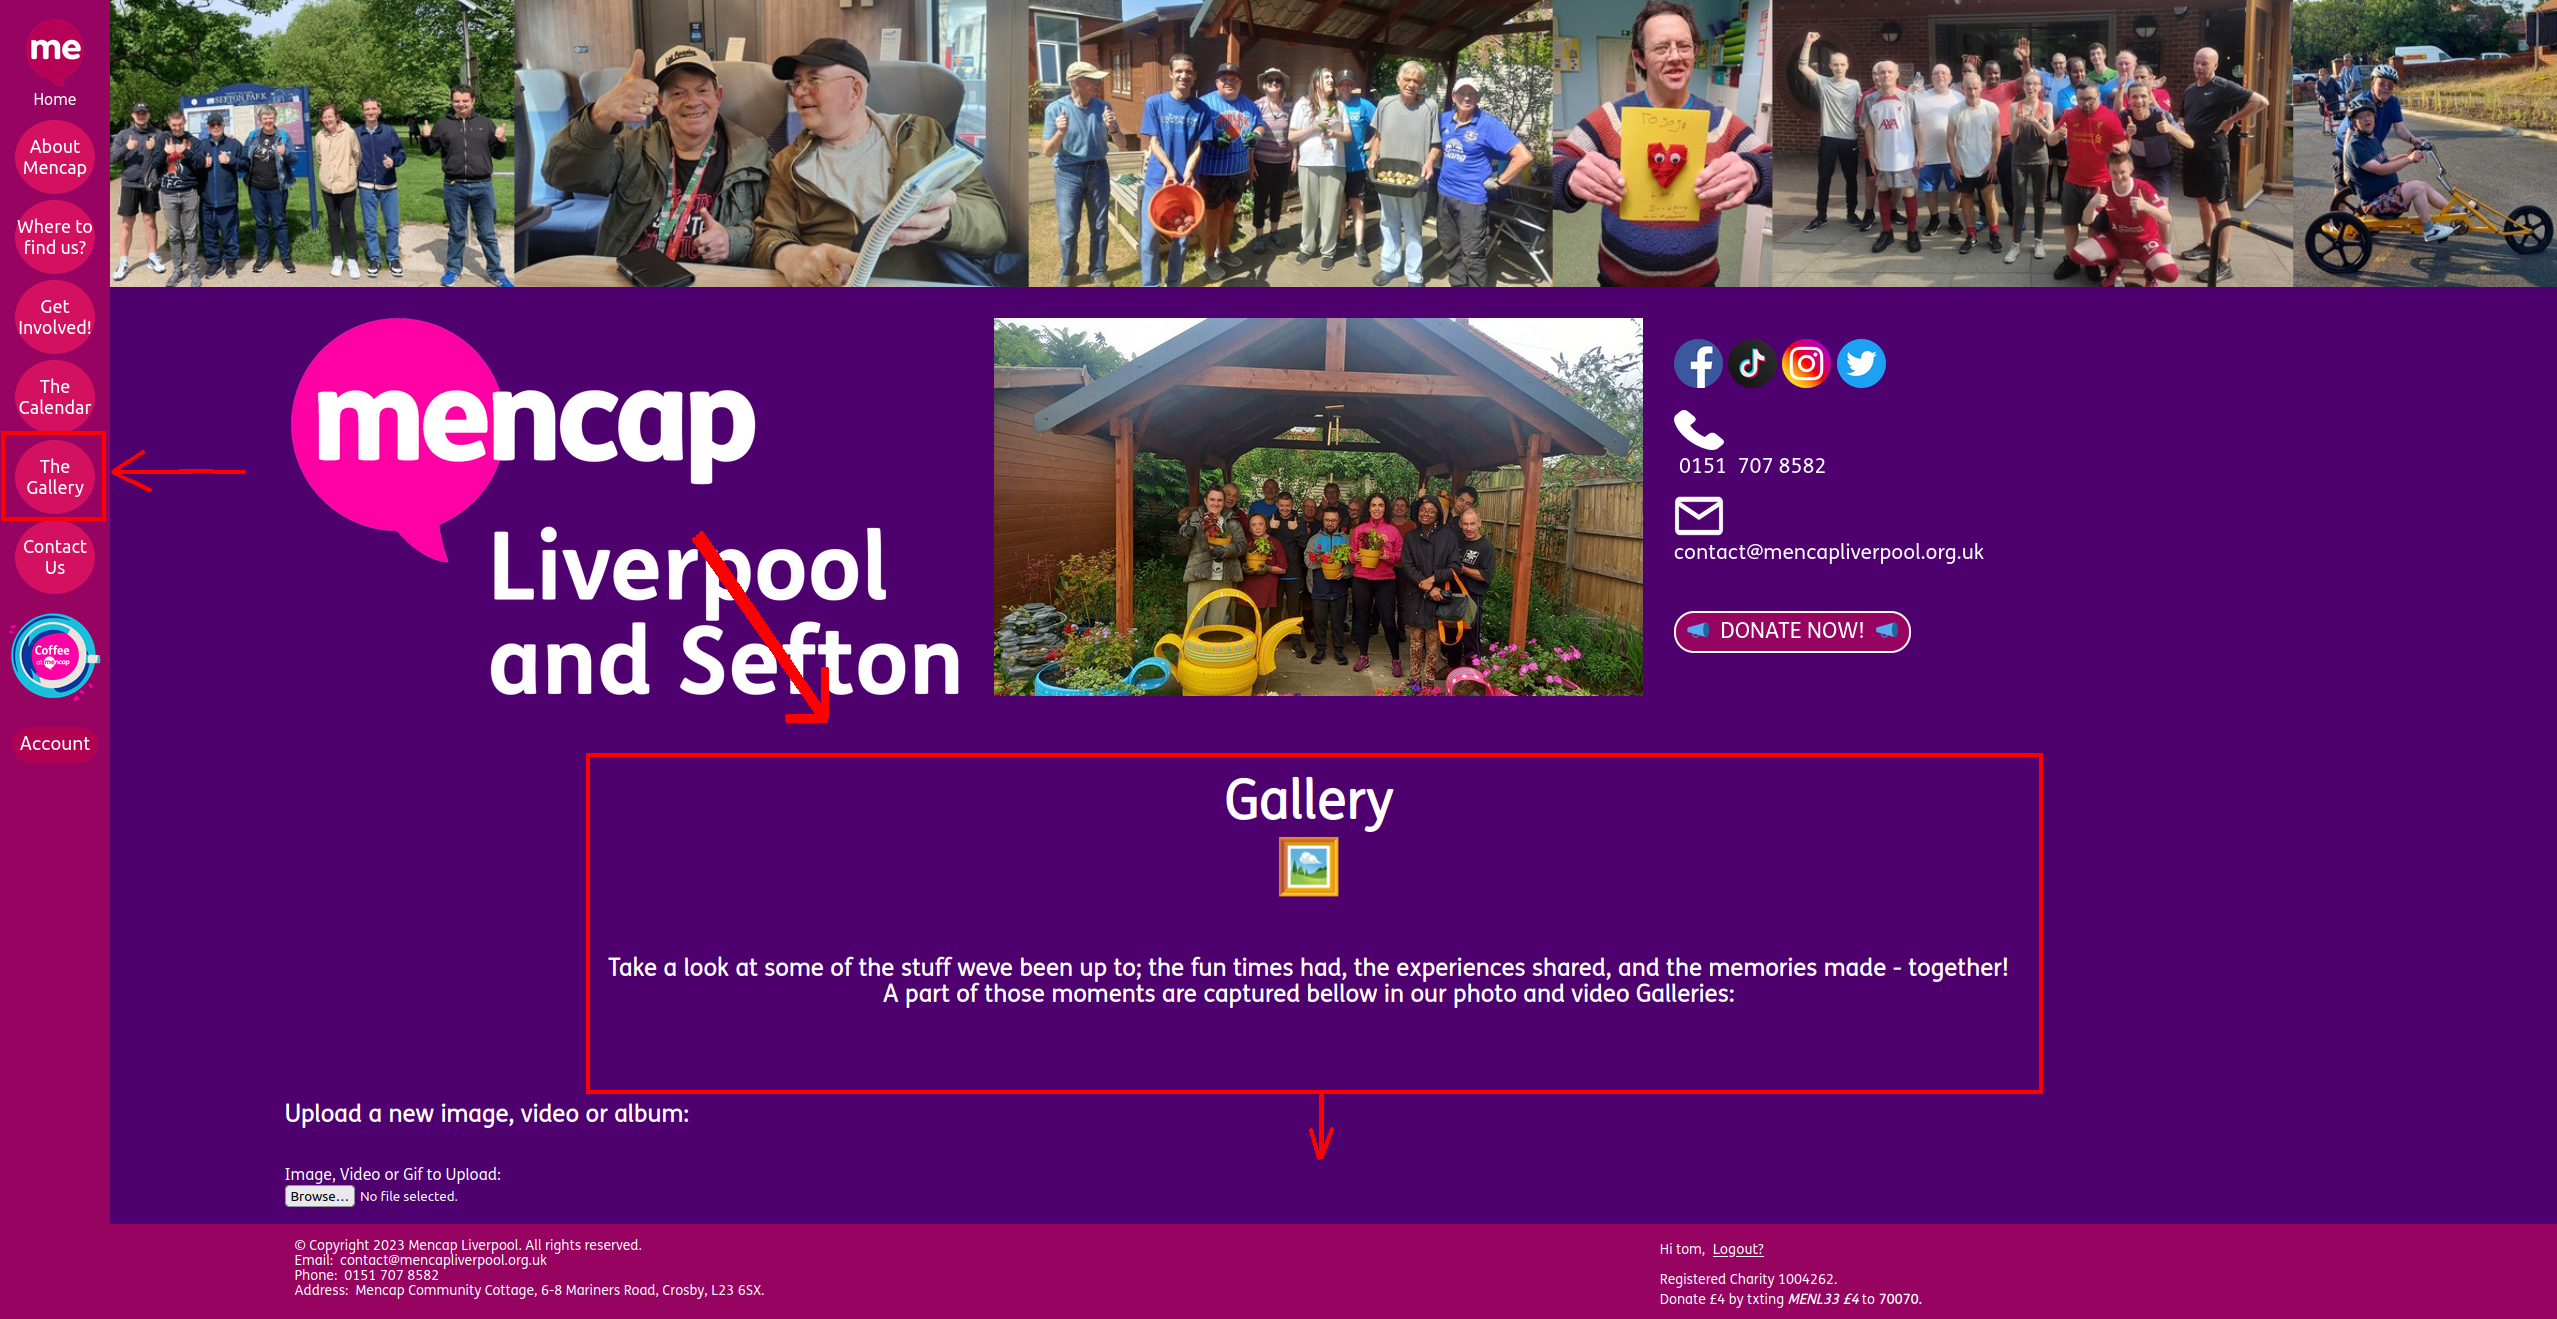 me
Home
About
Mencap
Where to
find us?
Get
Involved!
The
Calendar
The
Gallery
Contact
Us
Coffee
at mencap
Account
SEFTON PARK
AXA
To Jojo
mencap
Liverpool
and Sefton
0151 707 8582
contact@mencapliverpool.org.uk
DONATE NOW!
Gallery
Take a look at some of the stuff weve been up to; the fun times had, the experiences shared, and the memories made - together!
A part of those moments are captured bellow in our photo and video Galleries:
Upload a new image, video or album:
Image, Video or Gif to Upload:
Browse... No file selected.
© Copyright 2023 Mencap Liverpool. All rights reserved.
Email: contact@mencapliverpool.org.uk
Phone: 0151 707 8582
Address: Mencap Community Cottage, 6-8 Mariners Road, Crosby, L23 6SX.
Hi tom, Logout?
Registered Charity 1004262.
Donate £4 by txting MENL33 £4 to 70070.